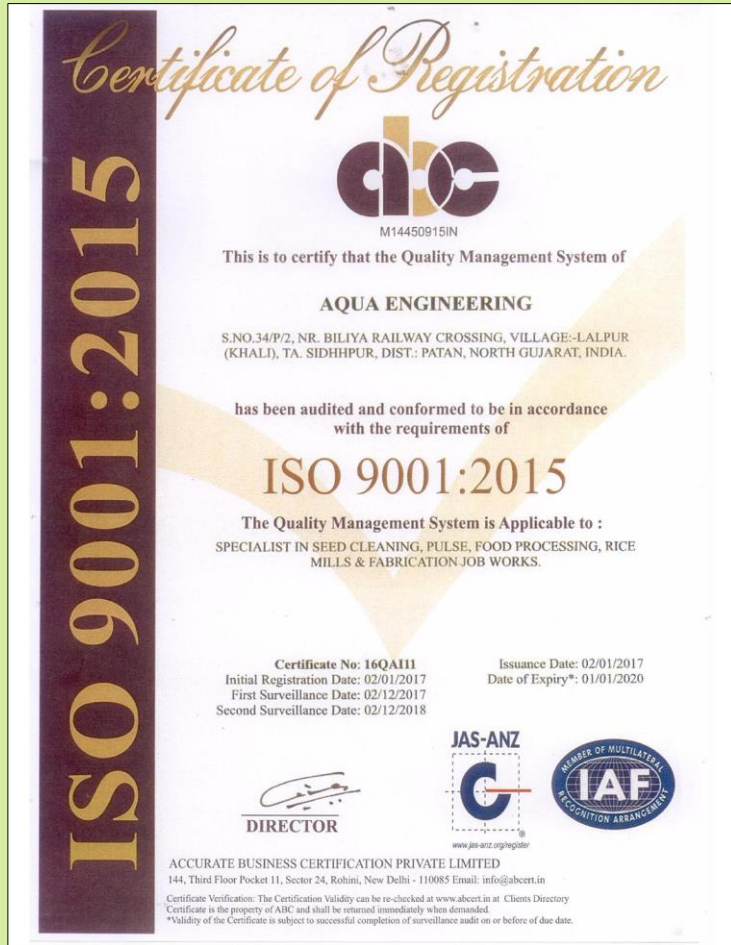 Certificate of Registration
ISO 9001:2015
abc
M14450915IN
This is to certify that the Quality Management System of
AQUA ENGINEERING
S.NO.34/P/2, NR. BILIYA RAILWAY CROSSING, VILLAGE:-LALPUR
(KHALI), TA. SIDHHPUR, DIST.: PATAN, NORTH GUJARAT, INDIA.
has been audited and conformed to be in accordance
with the requirements of
ISO 9001:2015
The Quality Management System is Applicable to :
SPECIALIST IN SEED CLEANING, PULSE, FOOD PROCESSING, RICE
MILLS & FABRICATION JOB WORKS.
Certificate No: 16QAI11
Initial Registration Date: 02/01/2017
First Surveillance Date: 02/12/2017
Second Surveillance Date: 02/12/2018
Issuance Date: 02/01/2017
Date of Expiry*: 01/01/2020
DIRECTOR
JAS-ANZ
®
www.jas-anz.org/register
MEMBER OF MULTILATERAL
IAF
RECOGNITION ARRANGEMENT
ACCURATE BUSINESS CERTIFICATION PRIVATE LIMITED
144, Third Floor Pocket 11, Sector 24, Rohini, New Delhi - 110085 Email: info@abcert.in
Certificate Verification: The Certification Validity can be re-checked at www.abcert.in at Clients Directory
Certificate is the property of ABC and shall be returned immediately when demanded.
*Validity of the Certificate is subject to successful completion of surveillance audit on or before of due date.